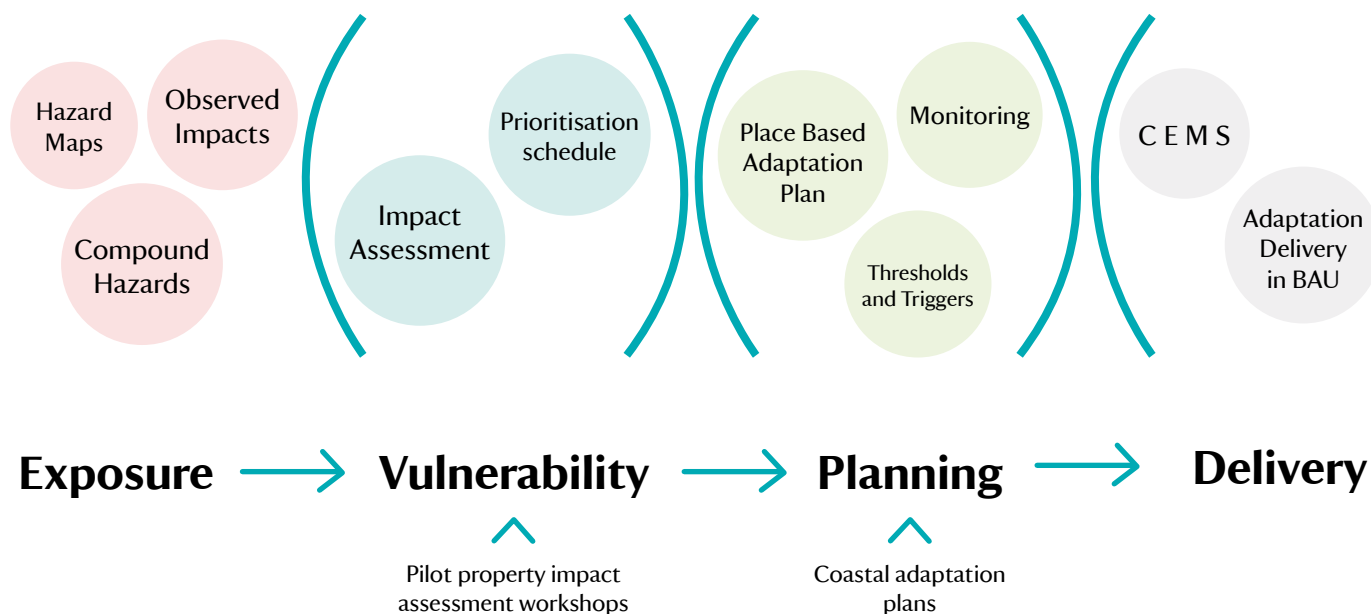 Hazard
Maps
Observed
Impacts
Compound
Hazards
Impact
Assessment
Prioritisation
schedule
Place Based
Adaptation
Plan
Monitoring
Thresholds
and Triggers
C E M S
Adaptation
Delivery
in BAU
Exposure
Vulnerability
Planning
Delivery
Pilot property impact
assessment workshops
Coastal adaptation
plans